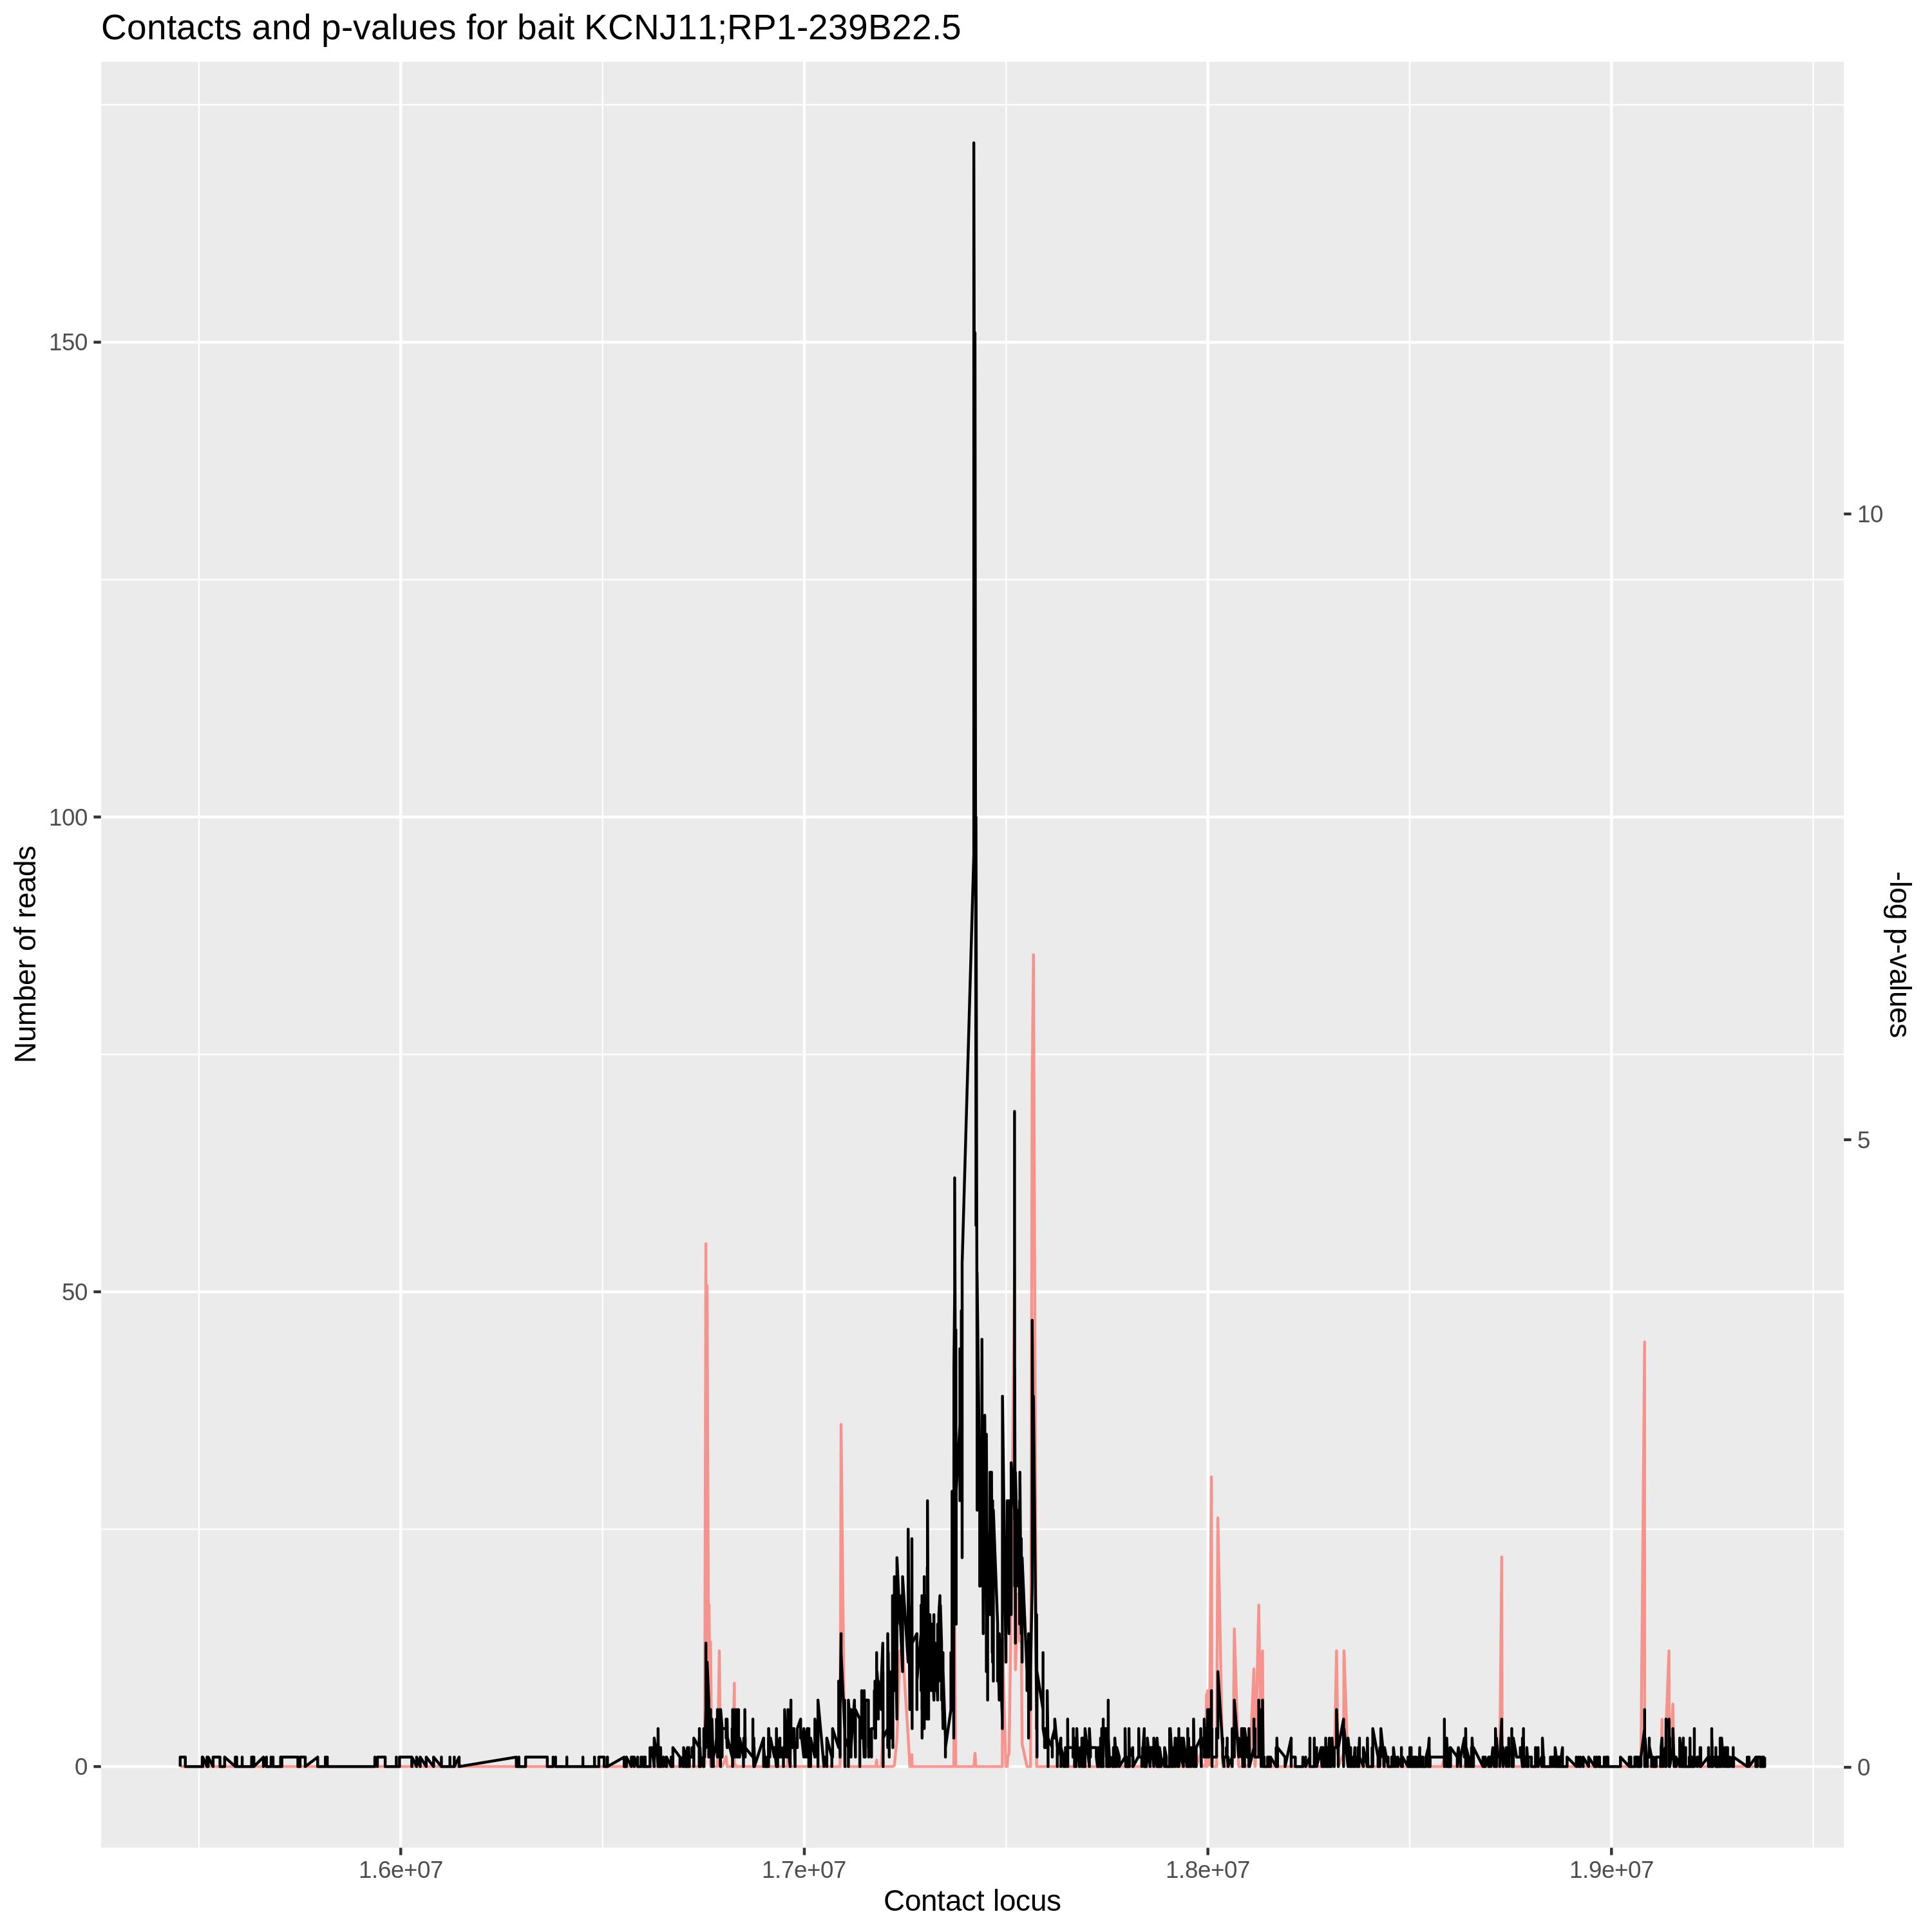 Contacts and p-values for bait KCNJ11;RP1-239B22.5
150
100
50
0
Number of reads
10
5
0
-log p-values
1.6e+07
1.7e+07
1.8e+07
1.9e+07
Contact locus